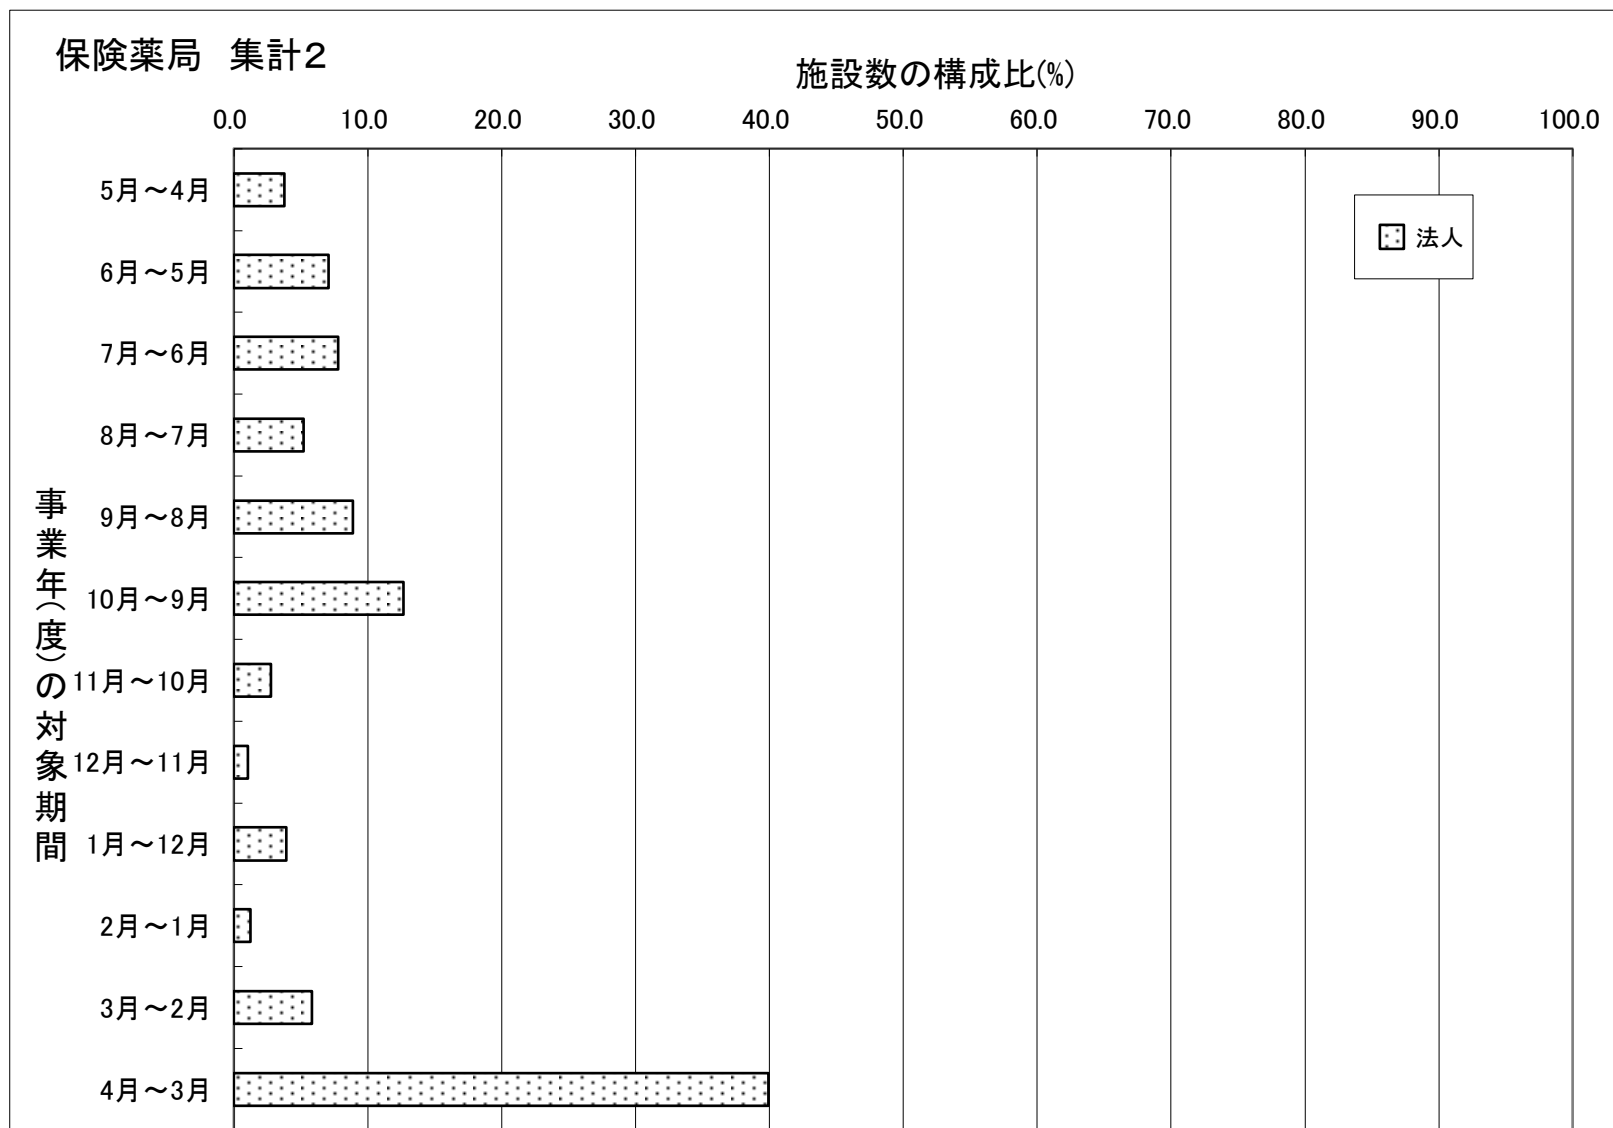 保険薬局　集計２
施設数の構成比(%)
0.0 10.0 20.0 30.0 40.0 50.0 60.0 70.0 80.0 90.0 100.0
事業年(度)の対象期間
5月～4月
6月～5月
7月～6月
8月～7月
9月～8月
10月～9月
11月～10月
12月～11月
1月～12月
2月～1月
3月～2月
4月～3月
法人